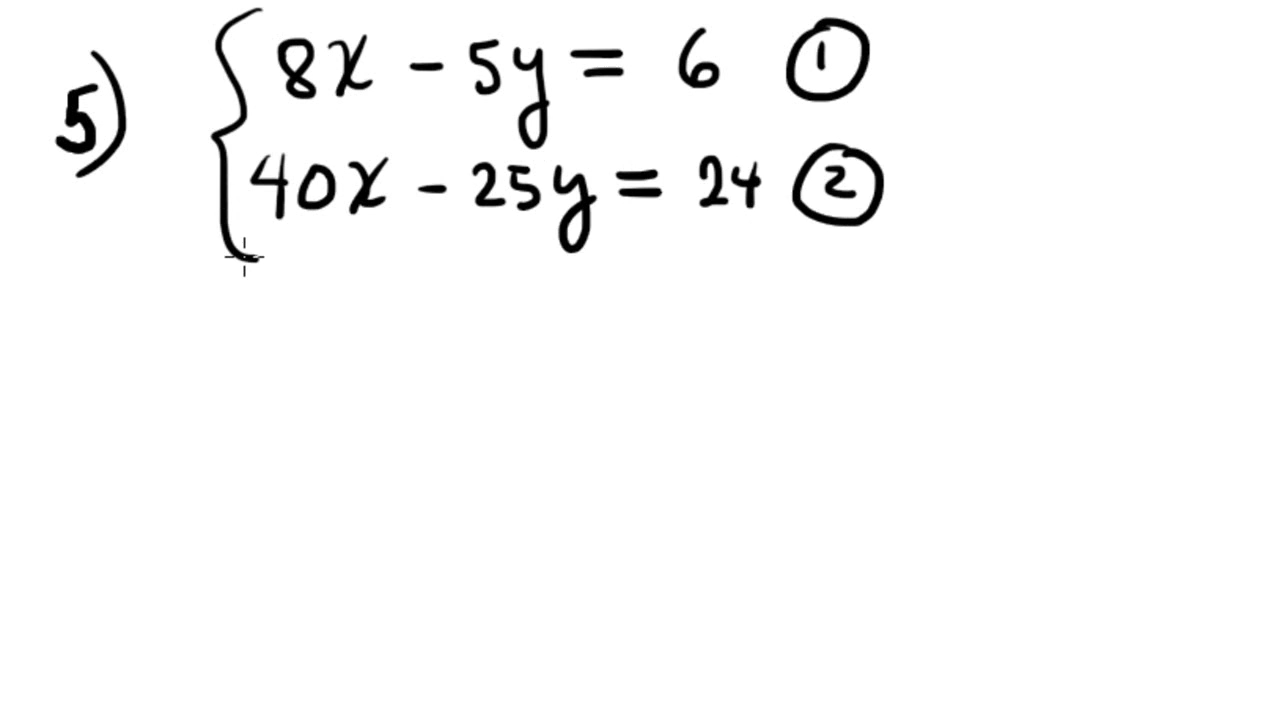 5) 8x - 5y = 6 ①
40x - 25y = 24 ②